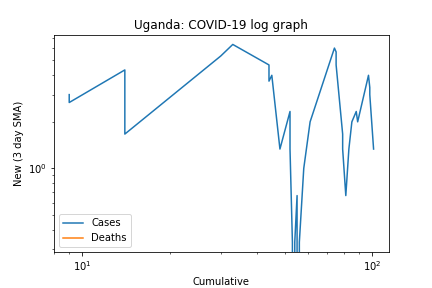 Uganda: COVID-19 log graph
New (3 day SMA)
10⁰
Cases
Deaths
10¹ 10²
Cumulative